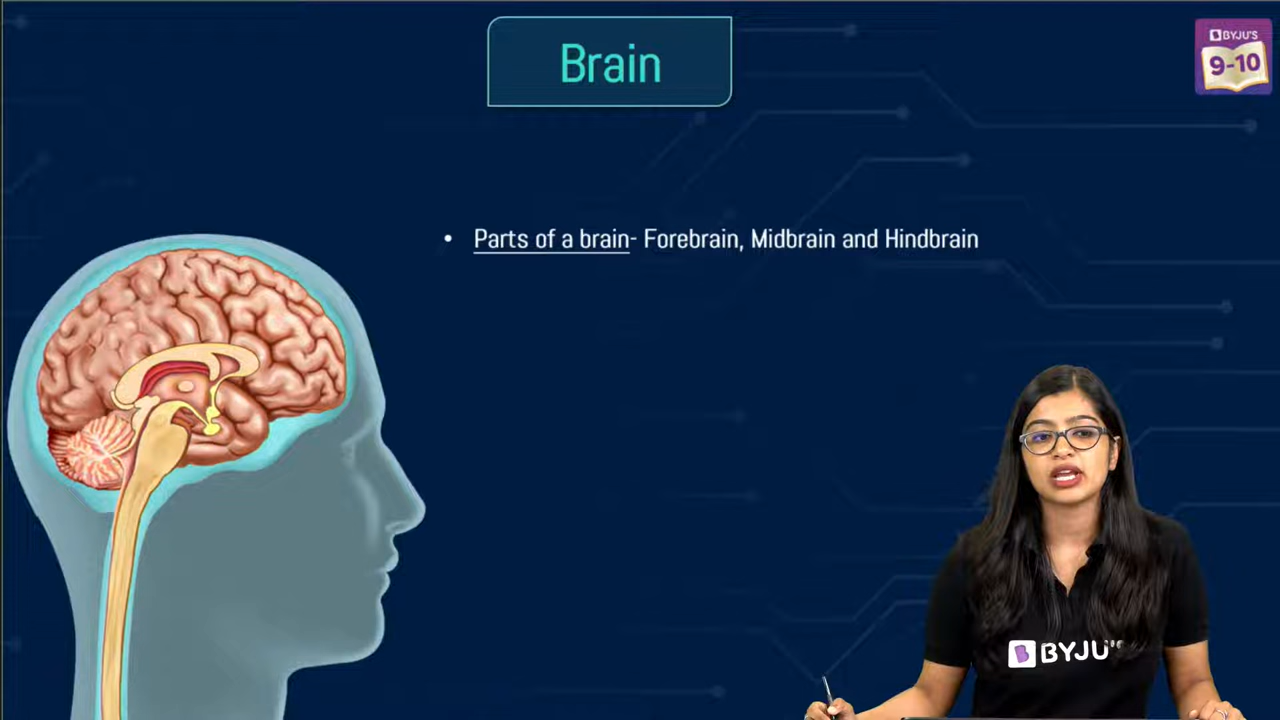 Brain
BYJU'S
9-10
• Parts of a brain- Forebrain, Midbrain and Hindbrain
BYJU'S